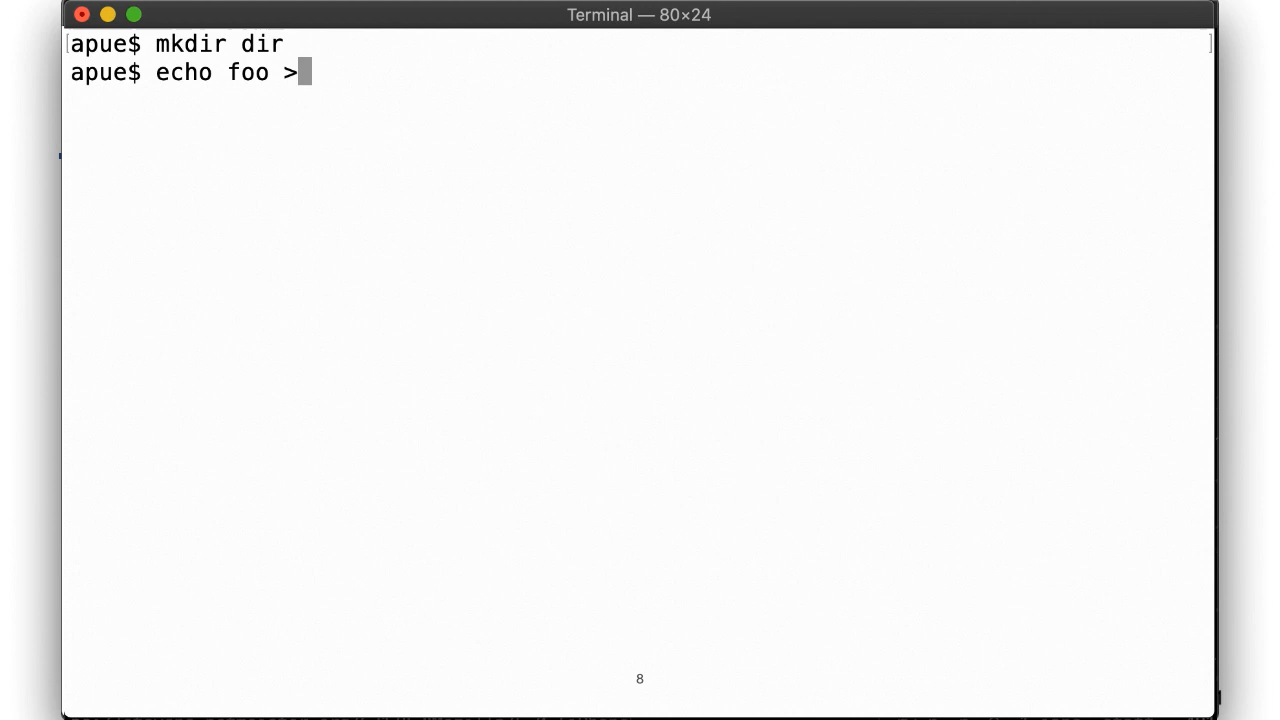 Terminal — 80×24
apue$ mkdir dir
apue$ echo foo >
8